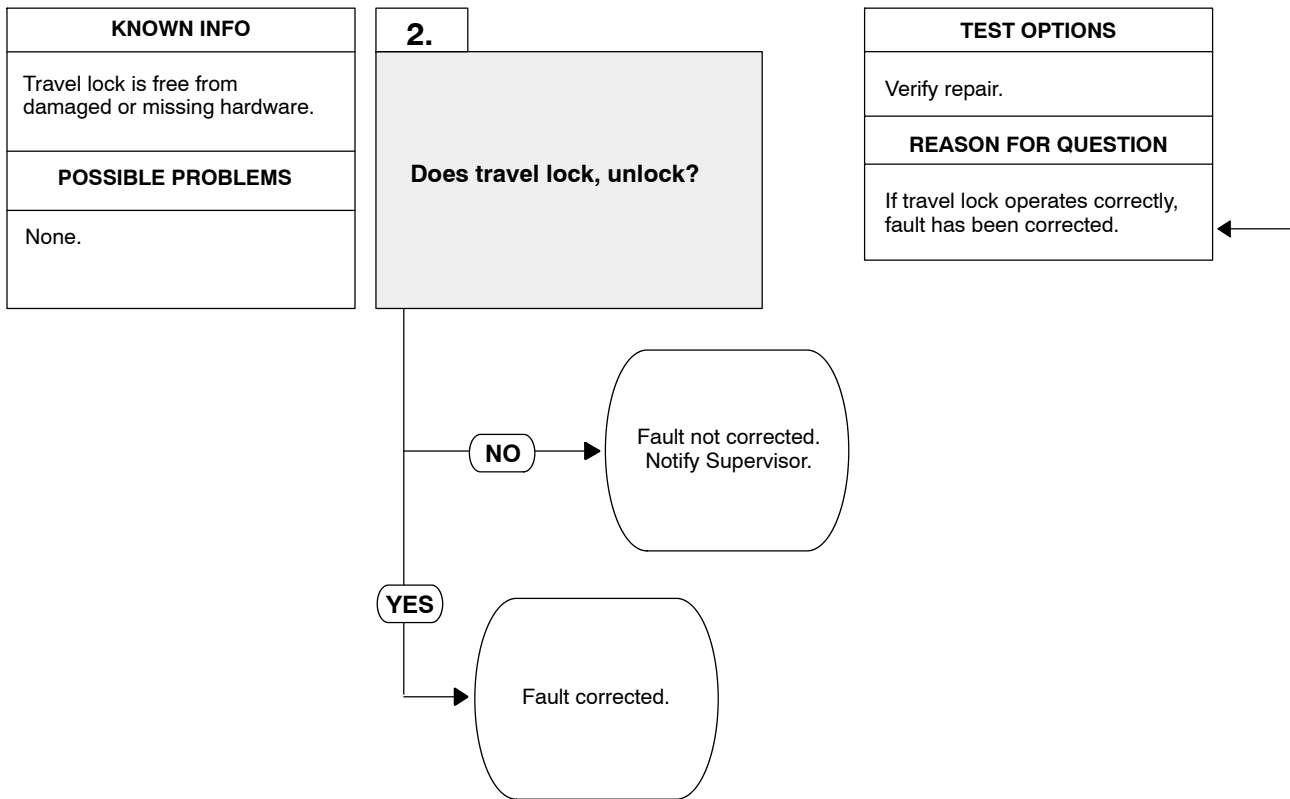 KNOWN INFO
Travel lock is free from
damaged or missing hardware.
POSSIBLE PROBLEMS
None.
2.
Does travel lock, unlock?
TEST OPTIONS
Verify repair.
REASON FOR QUESTION
If travel lock operates correctly,
fault has been corrected.
NO
Fault not corrected.
Notify Supervisor.
YES
Fault corrected.